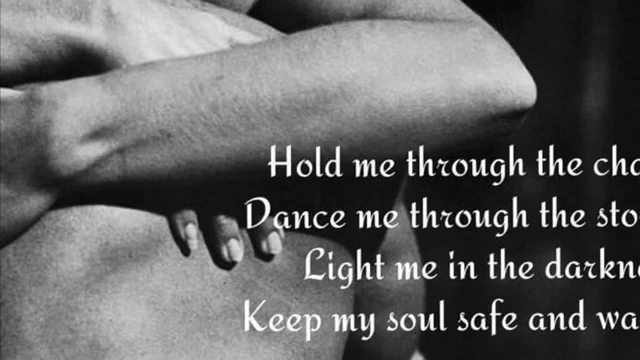 Hold me through the cha
Dance me through the sto
Light me in the darkn
Keep my soul safe and wa